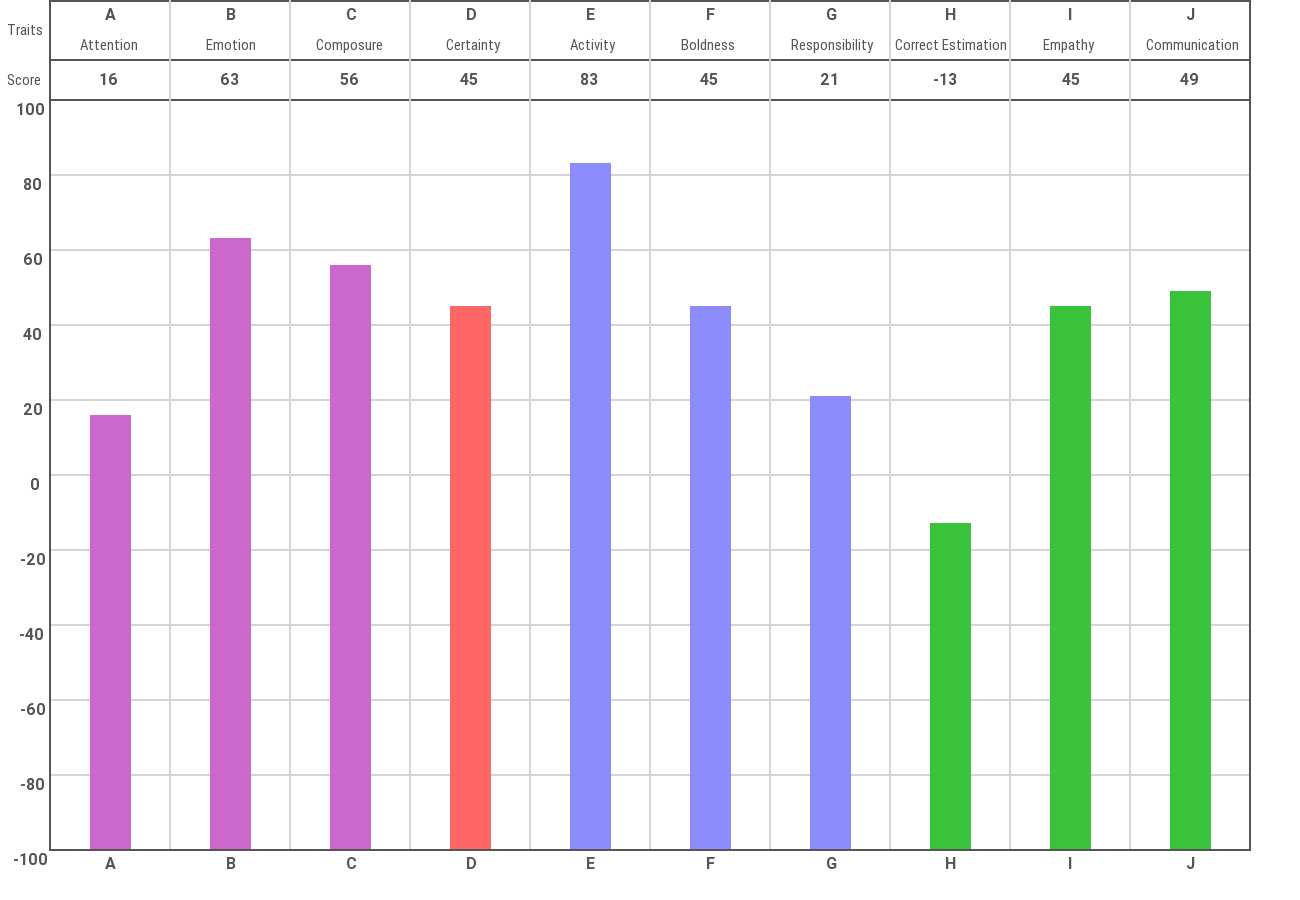 Traits
A B C D E F G H I J
Attention Emotion Composure Certainty Activity Boldness Responsibility Correct Estimation Empathy Communication
Score 16 63 56 45 83 45 21 -13 45 49
100
80
60
40
20
0
-20
-40
-60
-80
-100
A B C D E F G H I J